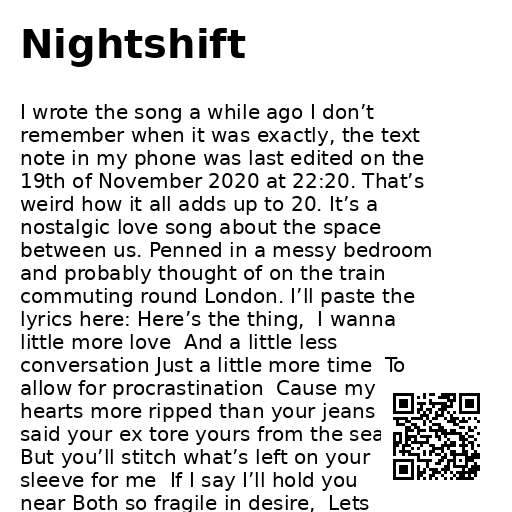 Nightshift
I wrote the song a while ago I don’t
remember when it was exactly, the text
note in my phone was last edited on the
19th of November 2020 at 22:20. That’s
weird how it all adds up to 20. It’s a
nostalgic love song about the space
between us. Penned in a messy bedroom
and probably thought of on the train
commuting round London. I’ll paste the
lyrics here: Here’s the thing,  I wanna
little more love  And a little less
conversation Just a little more time  To
allow for procrastination  Cause my
hearts more ripped than your jeans
said your ex tore yours from the
But you’ll stitch what’s left on your
sleeve for me  If I say I’ll hold you
near Both so fragile in desire,  Lets